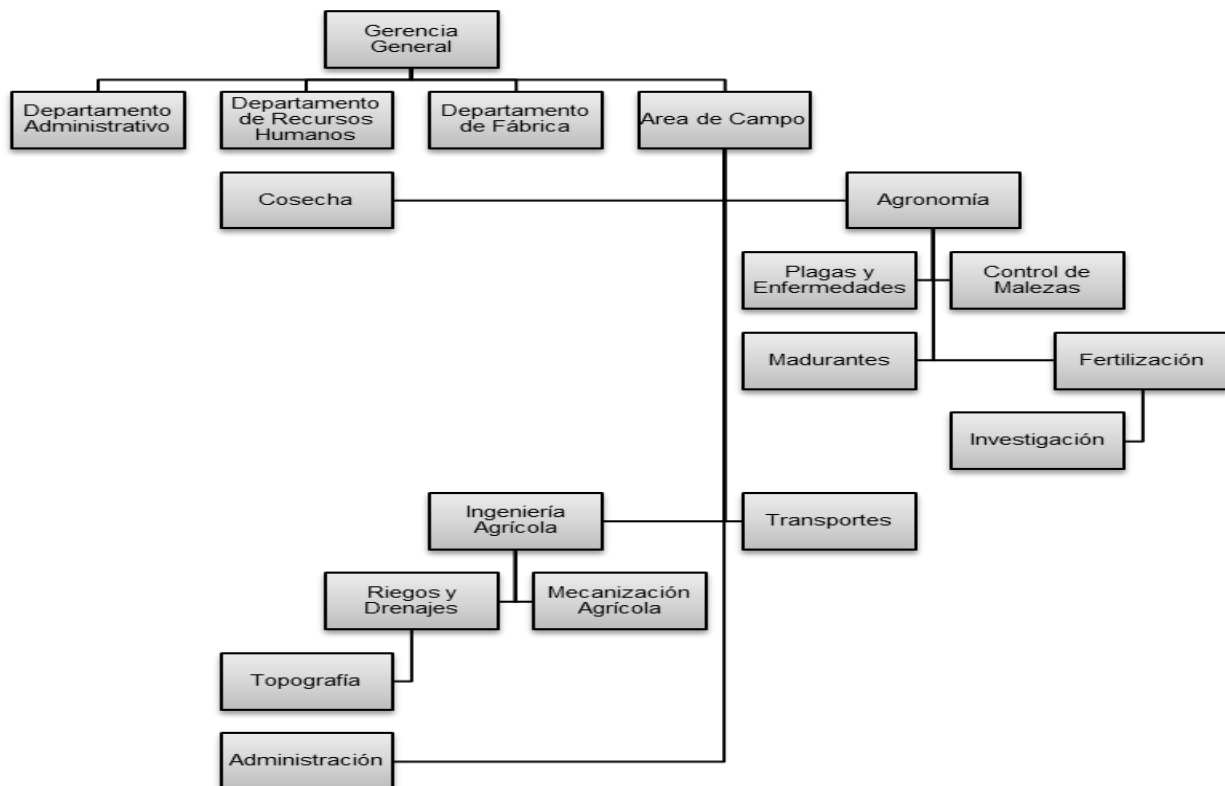 Gerencia
General
Departamento
Administrativo
Departamento
de Recursos
Humanos
Departamento
de Fábrica
Area de Campo
Cosecha
Agronomía
Plagas y
Enfermedades
Control de
Malezas
Madurantes
Fertilización
Investigación
Ingeniería
Agrícola
Transportes
Riegos y
Drenajes
Mecanización
Agrícola
Topografía
Administración